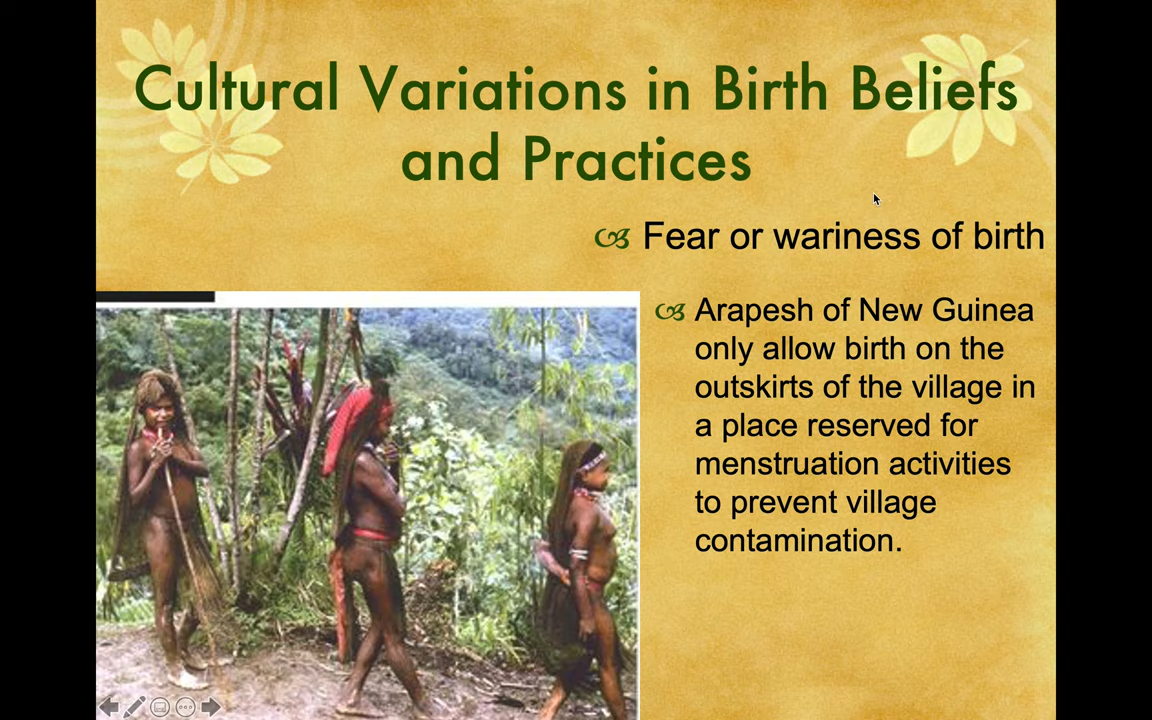 Cultural Variations in Birth Beliefs
and Practices
Fear or wariness of birth
Arapesh of New Guinea
only allow birth on the
outskirts of the village in
a place reserved for
menstruation activities
to prevent village
contamination.